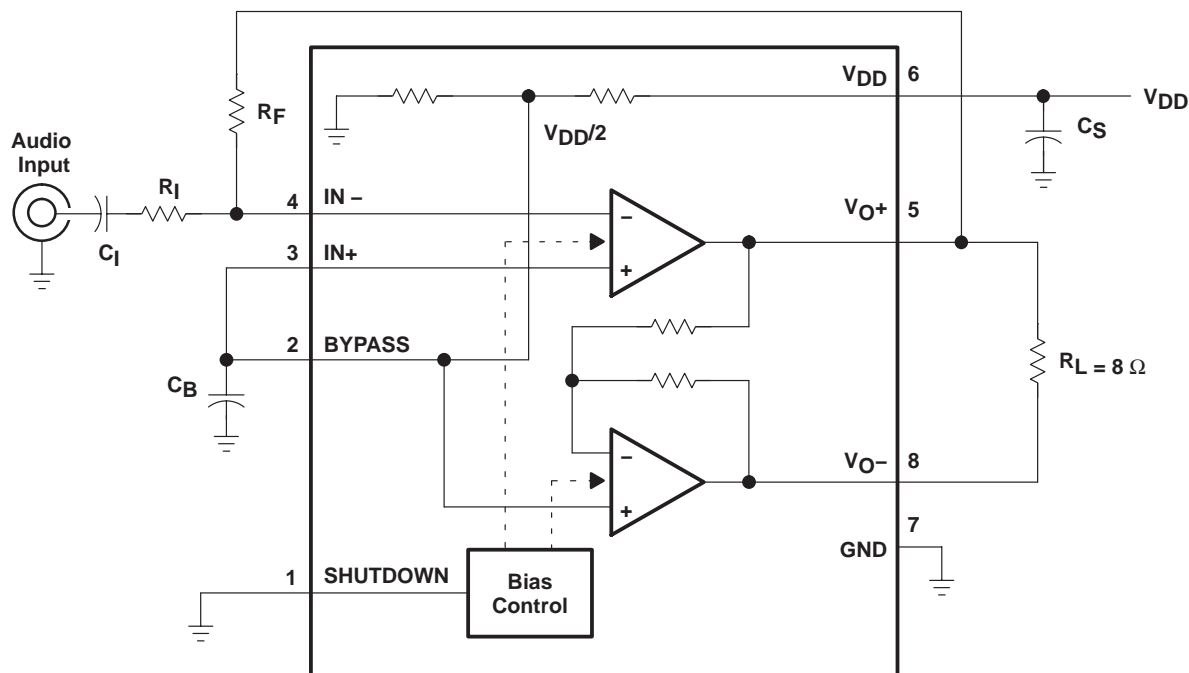 VDD 6
VDD
RF
VDD/2
CS
Audio
Input
RI
4 IN −
VO+ 5
−
CI
3 IN+
+
2 BYPASS
CB
RL = 8 Ω
−
VO− 8
+
7
GND
1 SHUTDOWN
Bias
Control